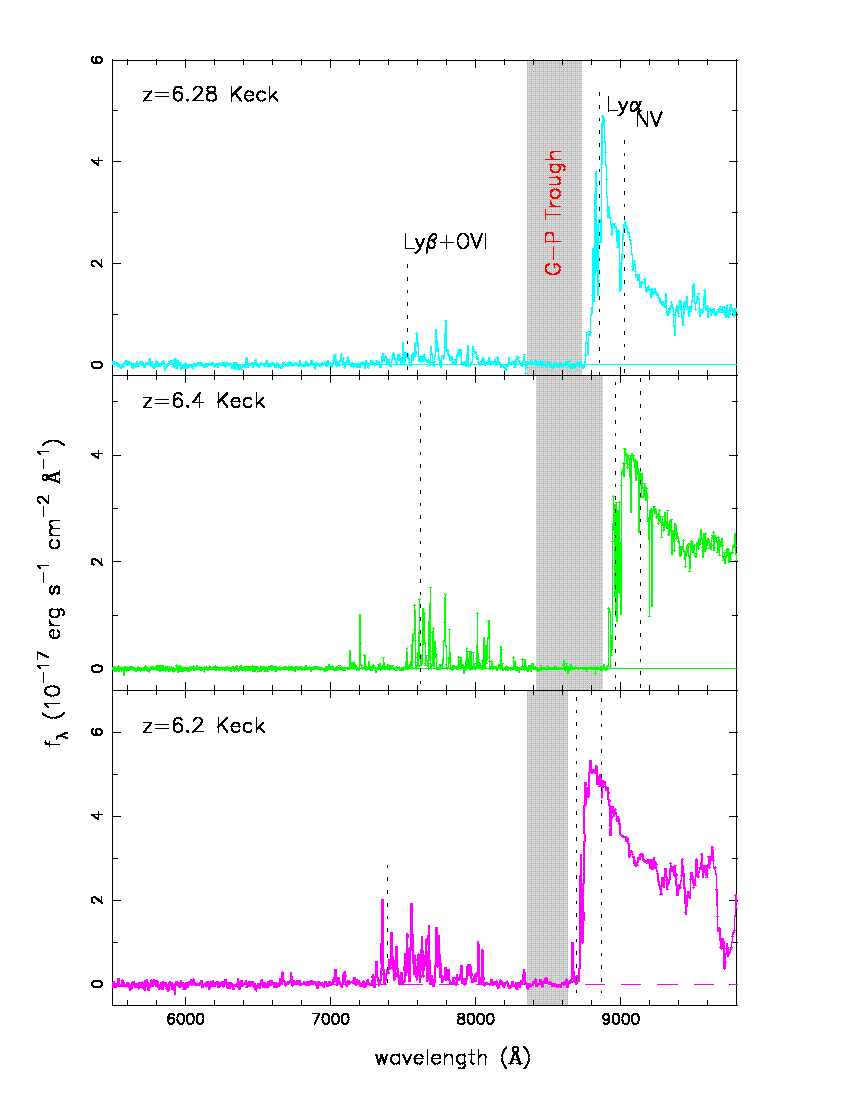 6
4
2
0
z=6.28 Keck
Lyα
NV
Lyβ+OVI
G-P Trough
z=6.4 Keck
4
2
0
z=6.2 Keck
6
4
2
0
f_λ (10^−17 erg s^−1 cm^−2 Å^−1)
6000 7000 8000 9000
wavelength (Å)